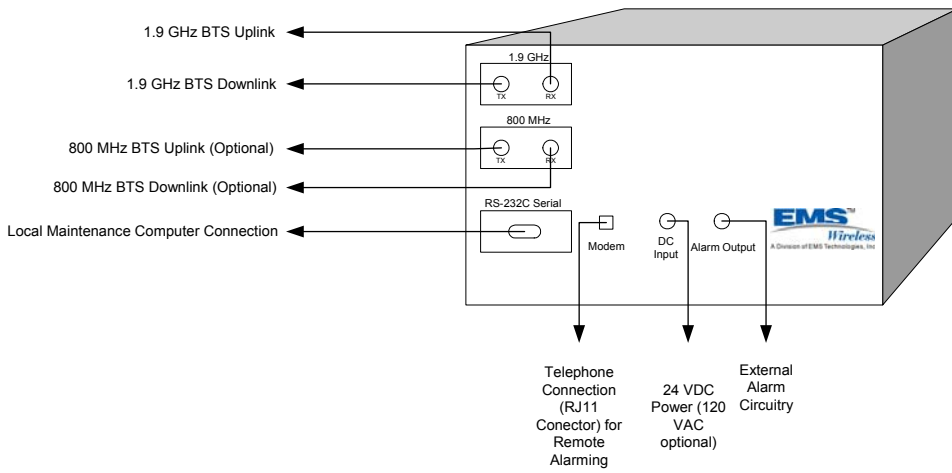 1.9 GHz BTS Uplink
1.9 GHz BTS Downlink
800 MHz BTS Uplink (Optional)
800 MHz BTS Downlink (Optional)
Local Maintenance Computer Connection
1.9 GHz
TX
RX
800 MHz
TX
RX
RS-232C Serial
Modem
DC
Input
Alarm Output
EMS™
Wireless
A Division of EMS Technologies, Inc
Telephone
Connection
(RJ11
Conector) for
Remote
Alarming
24 VDC
Power (120
VAC
optional)
External
Alarm
Circuitry